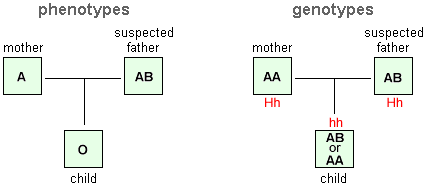 phenotypes
mother
suspected
father
A
AB
O
child
genotypes
mother
suspected
father
AA
AB
Hh
Hh
hh
AB
or
AA
child